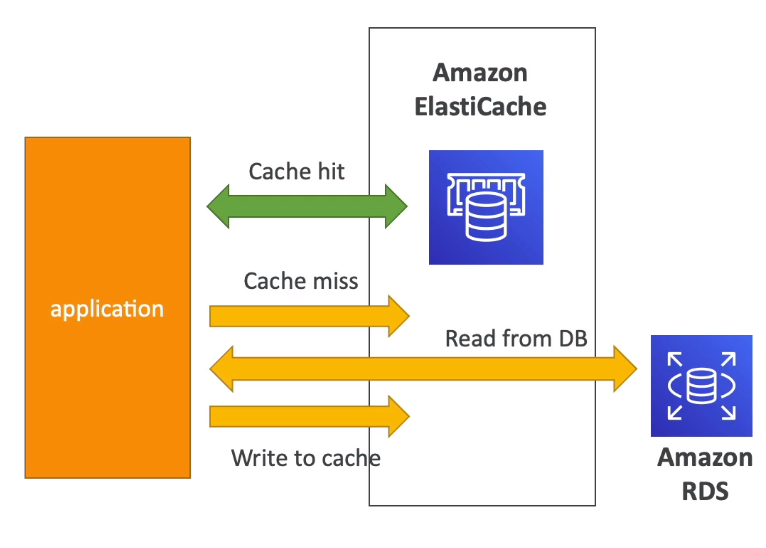 Amazon
ElastiCache
Cache hit
Cache miss
application
Read from DB
Write to cache
Amazon
RDS